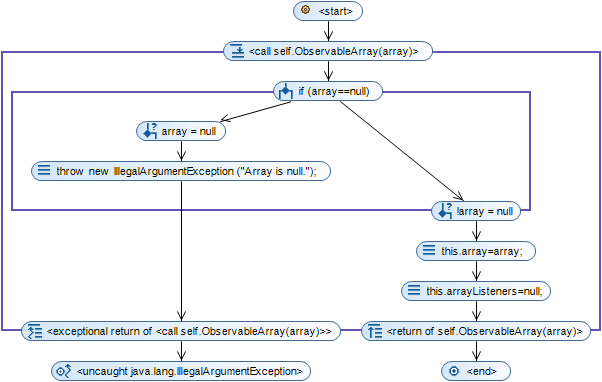 <start>
<call self.ObservableArray(array)>
if (array==null)
array = null
throw new IllegalArgumentException ("Array is null.");
!array = null
this.array=array;
this.arrayListeners=null;
<exceptional return of <call self.ObservableArray(array)>>
<return of self.ObservableArray(array)>
<uncaught java.lang.IllegalArgumentException>
<end>